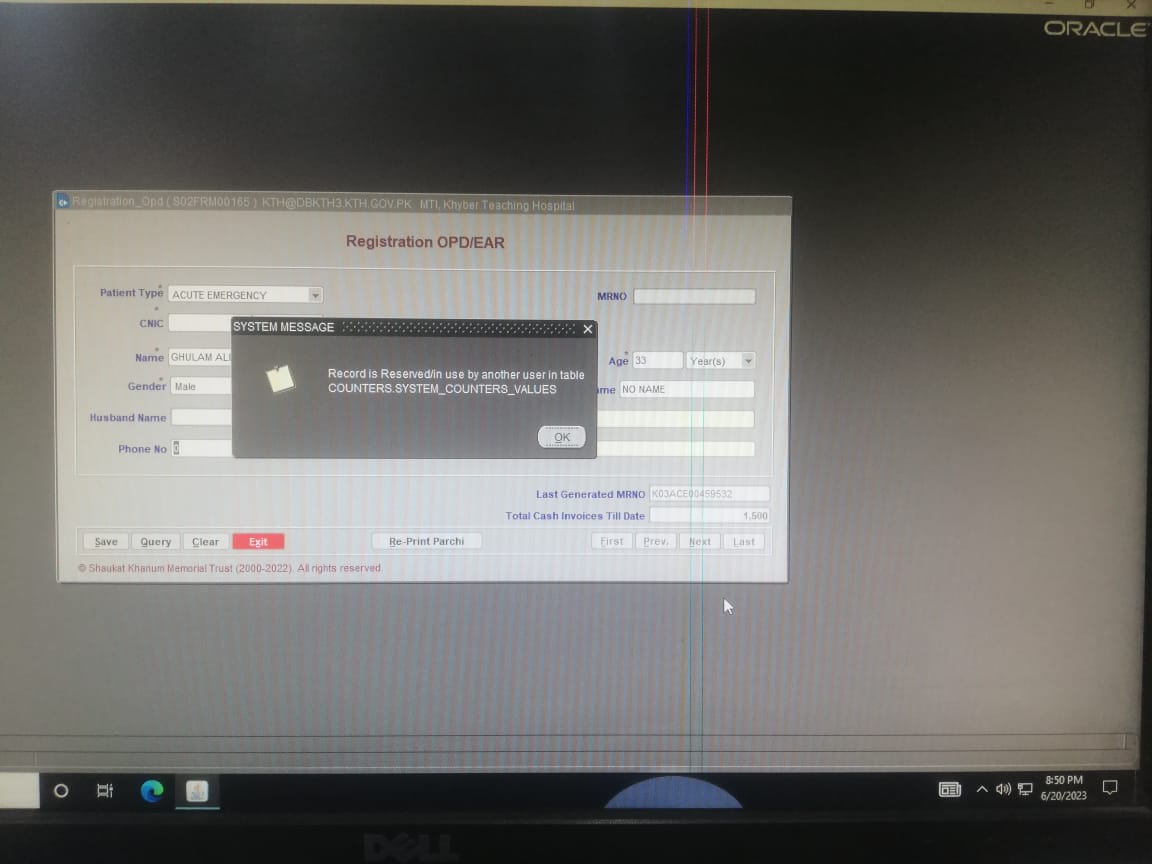 ORACLE
Registration_Opd ( S02FRM00165 ) KTH@DBKTH3.KTH.GOV.PK MTI, Khyber Teaching Hospital
Registration OPD/EAR
Patient Type* ACUTE EMERGENCY
MRNO
CNIC*
SYSTEM MESSAGE
Name* GHULAM ALI
Age* 33 Year(s)
Record is Reserved/in use by another user in table
COUNTERS.SYSTEM_COUNTERS_VALUES
Gender* Male
me NO NAME
Husband Name
OK
Phone No 0
Last Generated MRNO K03ACE00459532
Total Cash Invoices Till Date 1,500
Save Query Clear Exit Re-Print Parchi First Prev. Next Last
© Shaukat Khanum Memorial Trust (2000-2022). All rights reserved.
8:50 PM
6/20/2023
DELL